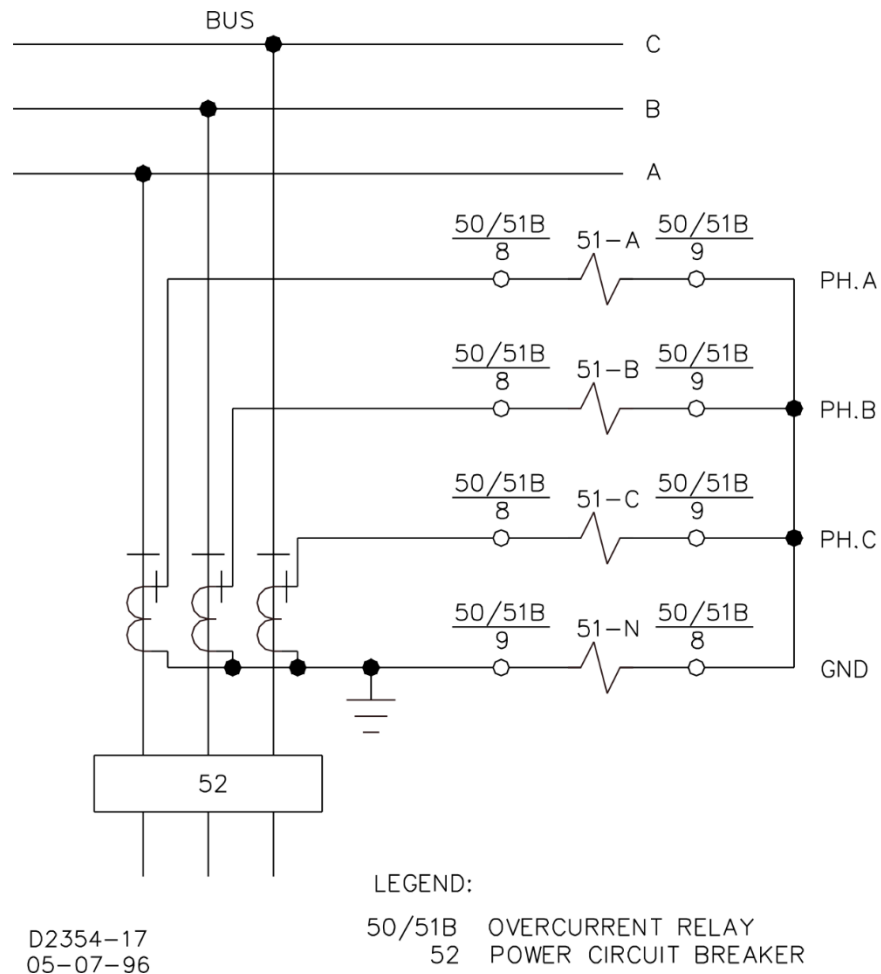 BUS
C
B
A
50/51B 51-A 50/51B
8 9
PH.A
50/51B 51-B 50/51B
8 9
PH.B
50/51B 51-C 50/51B
8 9
PH.C
50/51B 51-N 50/51B
9 8
GND
52
LEGEND:
50/51B OVERCURRENT RELAY
52 POWER CIRCUIT BREAKER
D2354-17
05-07-96